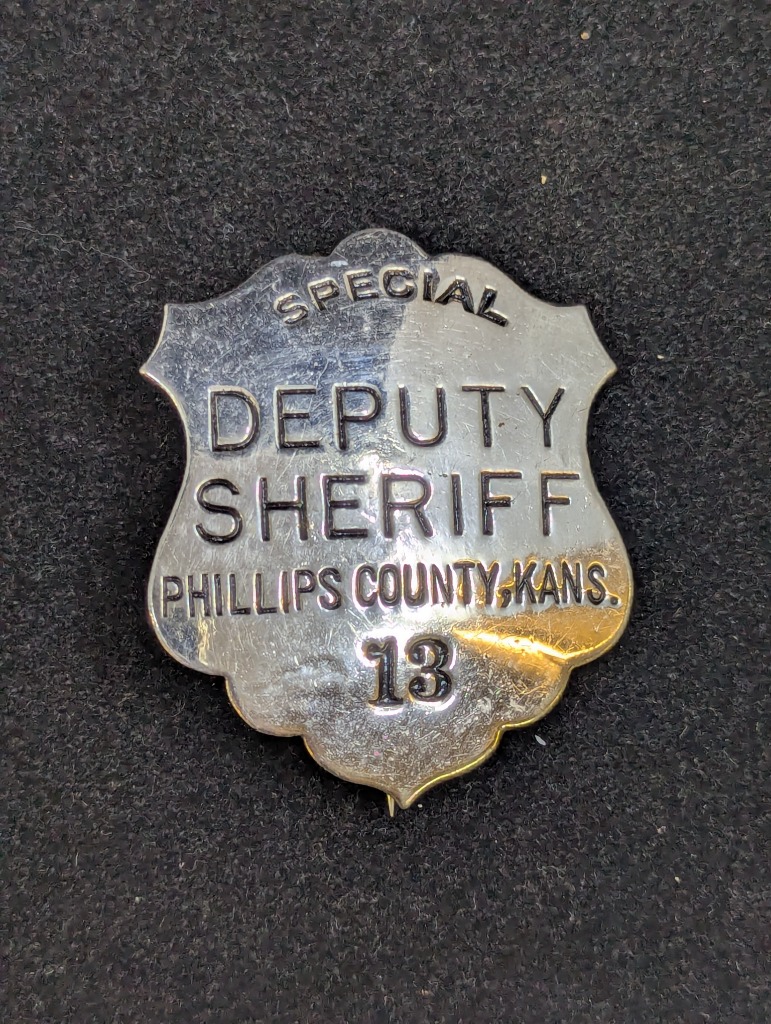 SPECIAL
DEPUTY
SHERIFF
PHILLIPS COUNTY, KANS.
13